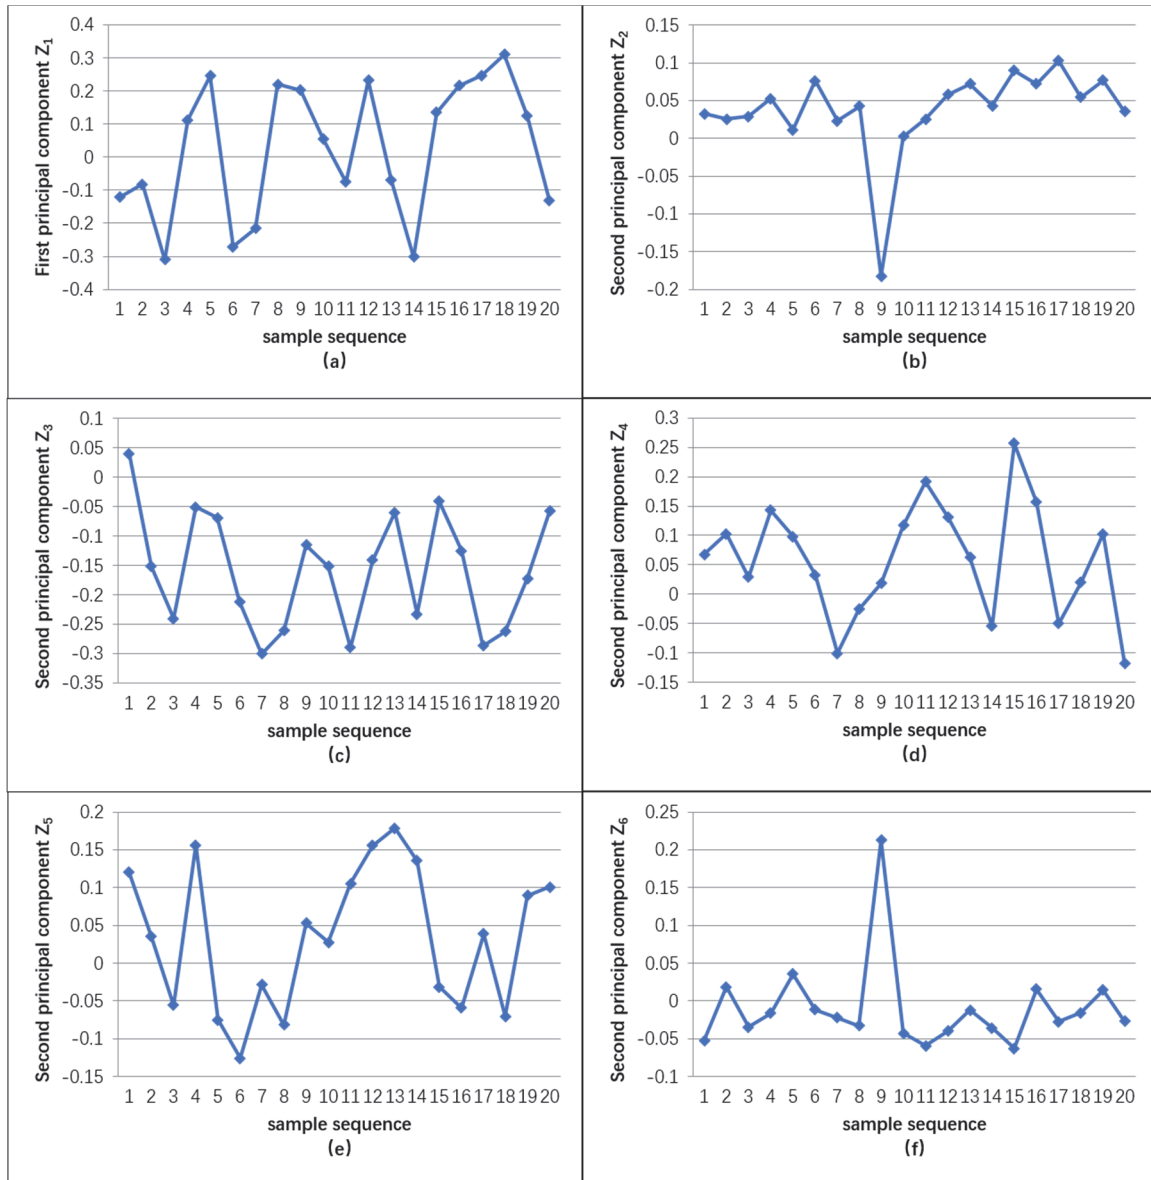 First principal component Z1
0.4
0.3
0.2
0.1
0
-0.1
-0.2
-0.3
-0.4
1 2 3 4 5 6 7 8 9 10 11 12 13 14 15 16 17 18 19 20
sample sequence
(a)
Second principal component Z2
0.15
0.1
0.05
0
-0.05
-0.1
-0.15
-0.2
1 2 3 4 5 6 7 8 9 10 11 12 13 14 15 16 17 18 19 20
sample sequence
(b)
Second principal component Z3
0.1
0.05
0
-0.05
-0.1
-0.15
-0.2
-0.25
-0.3
-0.35
1 2 3 4 5 6 7 8 9 10 11 12 13 14 15 16 17 18 19 20
sample sequence
(c)
Second principal component Z4
0.3
0.2
0.2
0.15
0.1
0.05
0
-0.05
-0.1
-0.15
1 2 3 4 5 6 7 8 9 10 11 12 13 14 15 16 17 18 19 20
sample sequence
(d)
Second principal component Z5
0.2
0.15
0.1
0.05
0
-0.05
-0.1
-0.15
1 2 3 4 5 6 7 8 9 10 11 12 13 14 15 16 17 18 19 20
sample sequence
(e)
Second principal component Z6
0.25
0.2
0.15
0.1
0.05
0
-0.05
-0.1
1 2 3 4 5 6 7 8 9 10 11 12 13 14 15 16 17 18 19 20
sample sequence
(f)